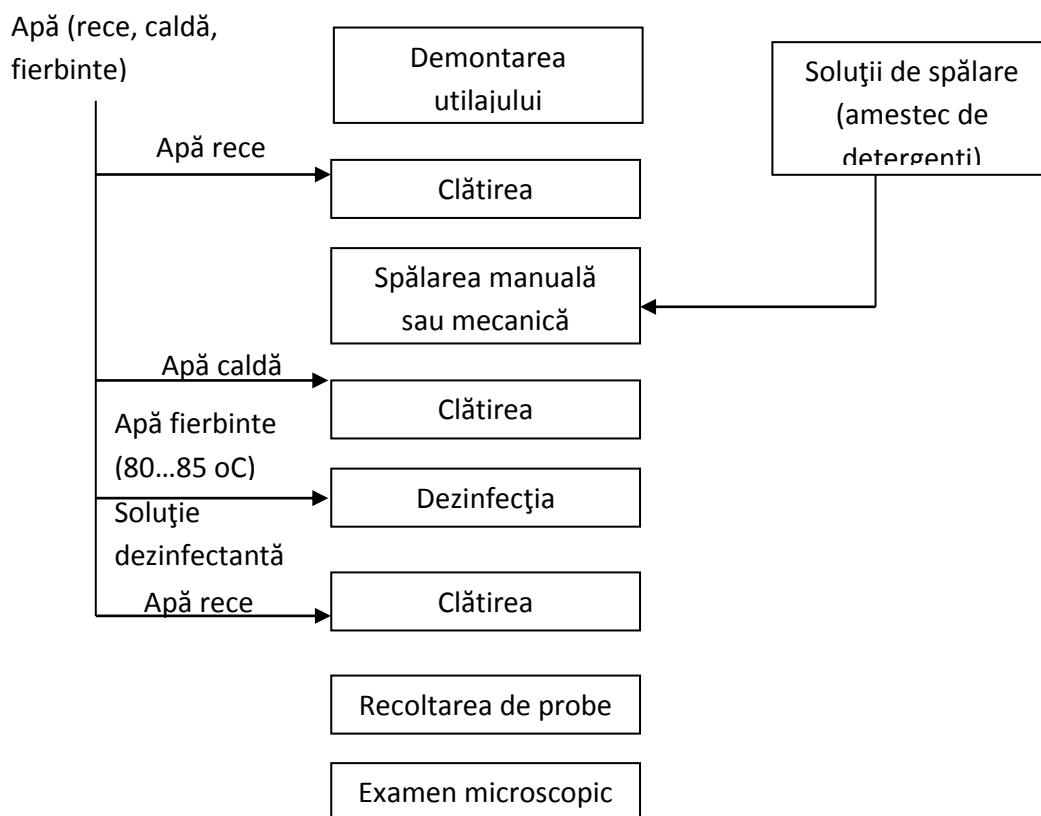 Apă (rece, caldă,
fierbinte)
Demontarea
utilajului
Soluţii de spălare
(amestec de
detergenţi)
Apă rece
Clătirea
Spălarea manuală
sau mecanică
Apă caldă
Clătirea
Apă fierbinte
(80...85 oC)
Dezinfecţia
Soluţie
dezinfectantă
Apă rece
Clătirea
Recoltarea de probe
Examen microscopic